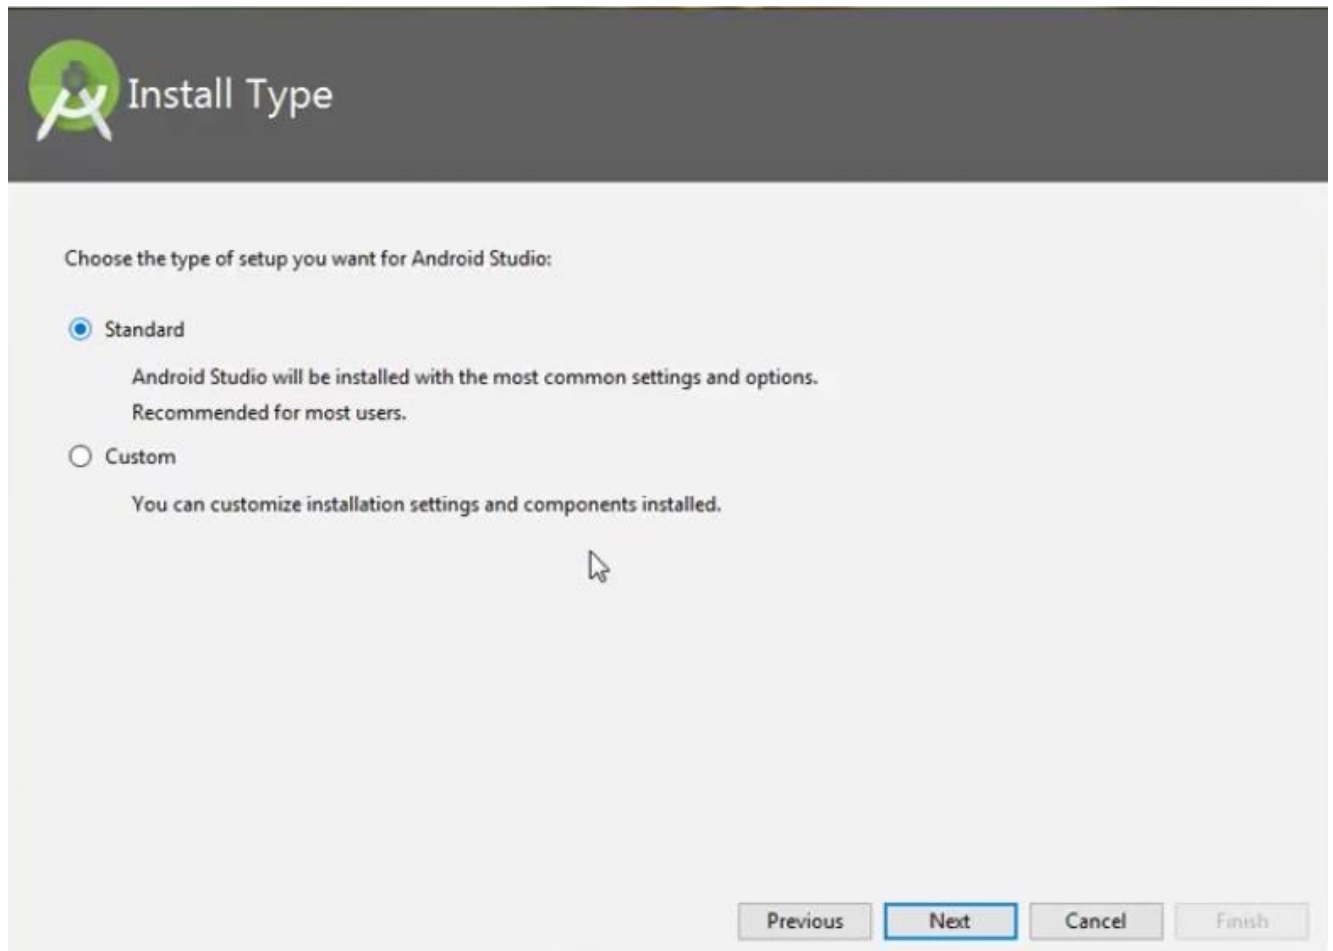 Install Type
Choose the type of setup you want for Android Studio:
Standard
Android Studio will be installed with the most common settings and options.
Recommended for most users.
Custom
You can customize installation settings and components installed.
Previous Next Cancel Finish